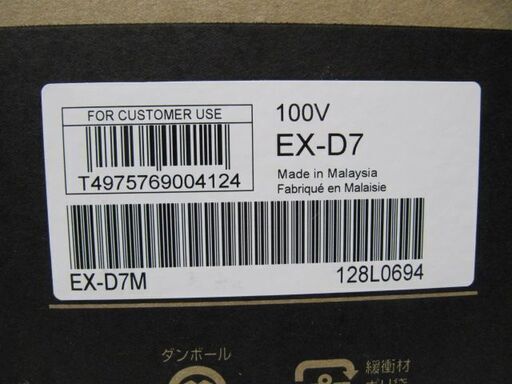 FOR CUSTOMER USE
T4975769004124
100V
EX-D7
Made in Malaysia
Fabriqué en Malaisie
EX-D7M
128L0694
ダンボール
緩衝材